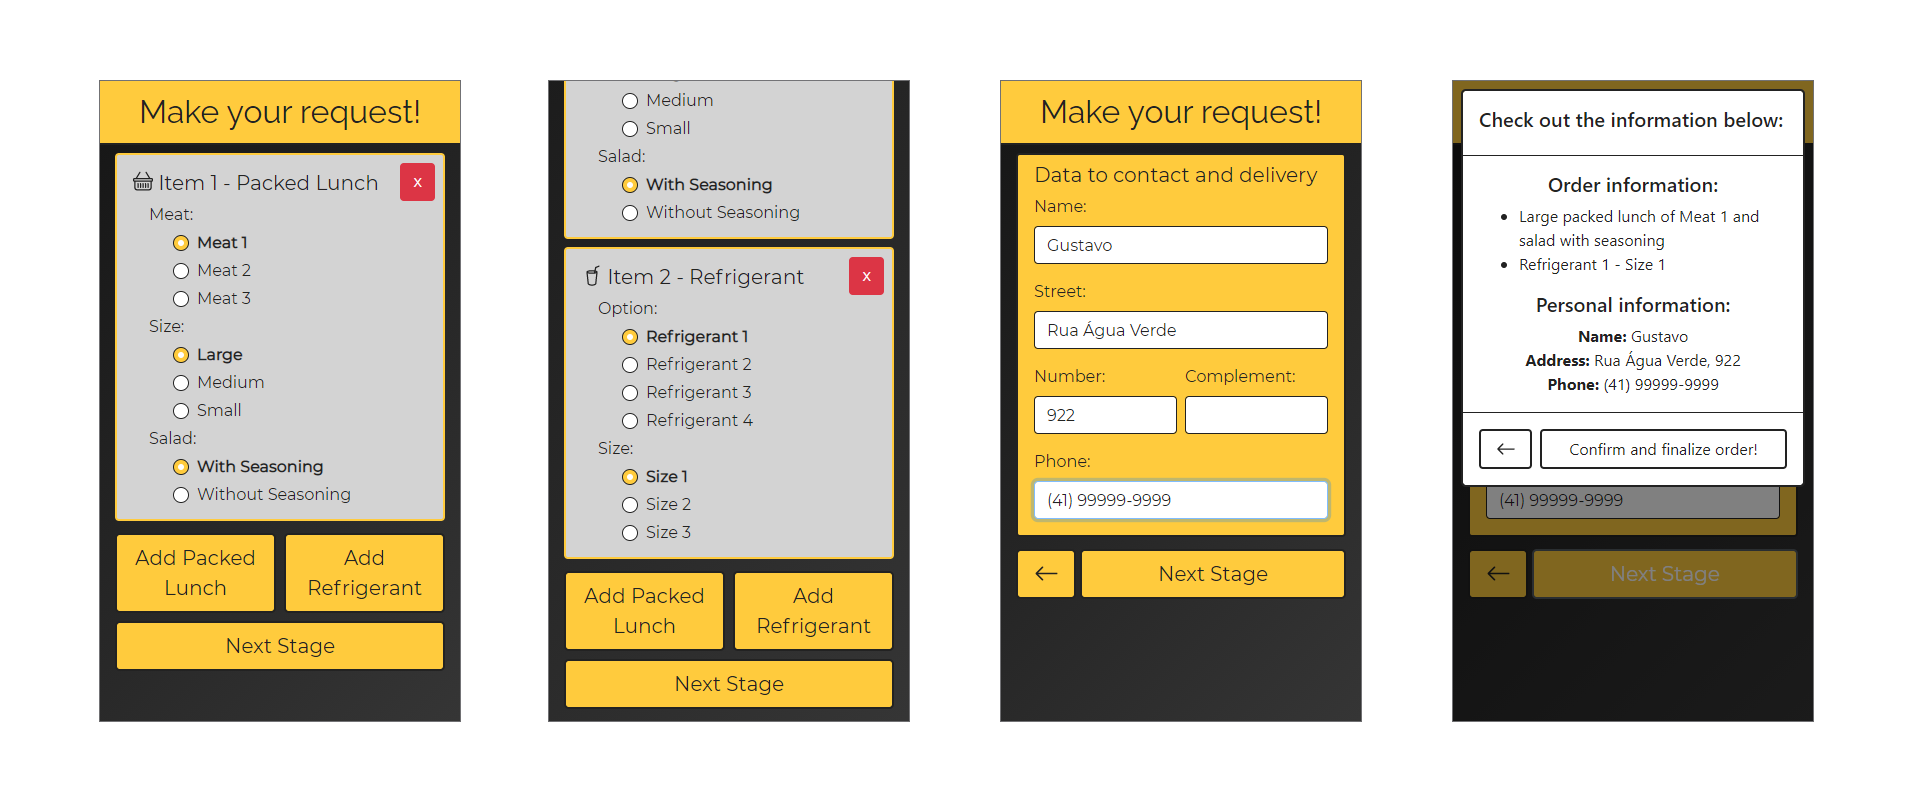 Make your request!
Item 1 - Packed Lunch
x
Meat:
Meat 1
Meat 2
Meat 3
Size:
Large
Medium
Small
Salad:
With Seasoning
Without Seasoning
Add Packed
Lunch
Add
Refrigerant
Next Stage
Medium
Small
Salad:
With Seasoning
Without Seasoning
Item 2 - Refrigerant
x
Option:
Refrigerant 1
Refrigerant 2
Refrigerant 3
Refrigerant 4
Size:
Size 1
Size 2
Size 3
Add Packed
Lunch
Add
Refrigerant
Next Stage
Make your request!
Data to contact and delivery
Name:
Gustavo
Street:
Rua Água Verde
Number:
Complement:
922
Phone:
(41) 99999-9999
←
Next Stage
Check out the information below:
Order information:
• Large packed lunch of Meat 1 and
salad with seasoning
• Refrigerant 1 - Size 1
Personal information:
Name: Gustavo
Address: Rua Água Verde, 922
Phone: (41) 99999-9999
←
Confirm and finalize order!
(41) 99999-9999
←
Next Stage